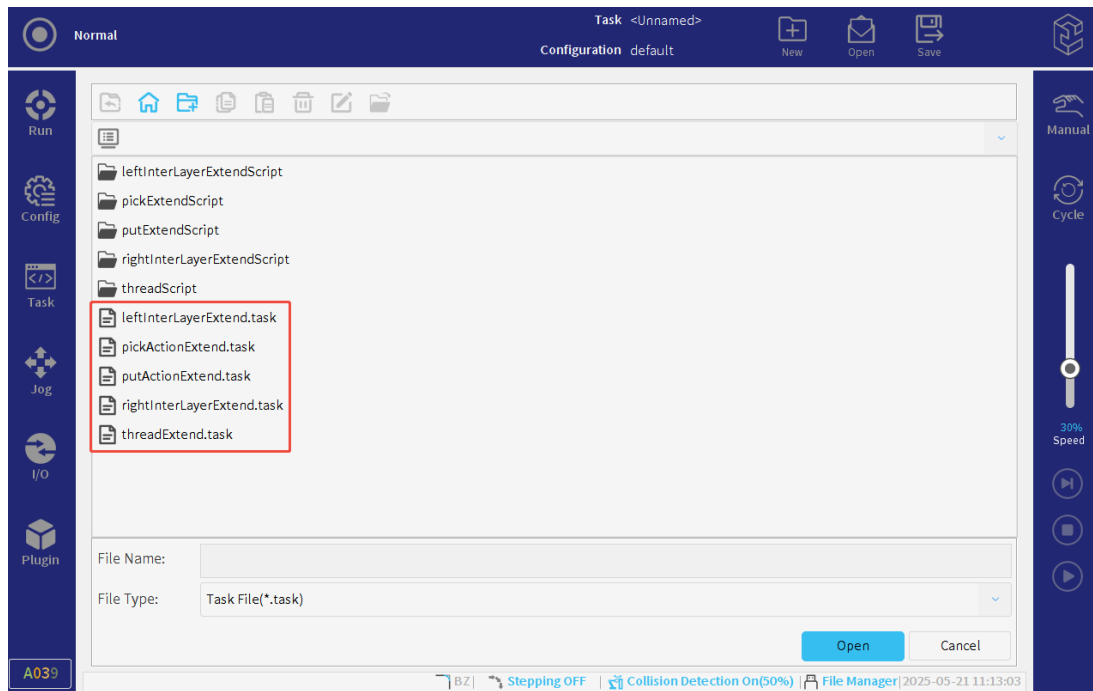 Normal
Task <Unnamed>
Configuration default
New
Open
Save
Run
Config
Task
Jog
I/O
Plugin
A039
leftInterLayerExtendScript
pickExtendScript
putExtendScript
rightInterLayerExtendScript
threadScript
leftInterLayerExtend.task
pickActionExtend.task
putActionExtend.task
rightInterLayerExtend.task
threadExtend.task
File Name:
File Type: Task File(*.task)
Open Cancel
Manual
Cycle
30%
Speed
BZ| Stepping OFF | Collision Detection On(50%) | File Manager|2025-05-21 11:13:03